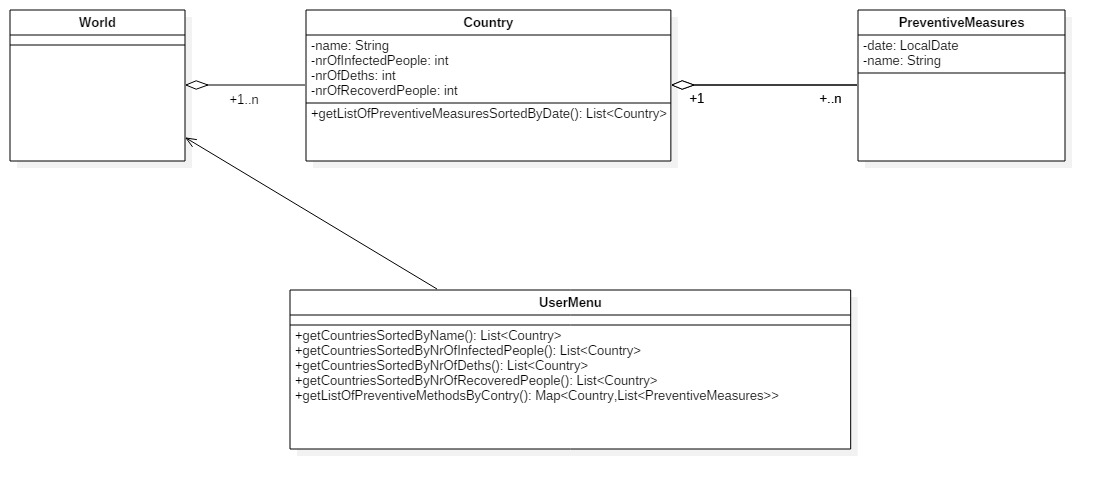 World
+1..n
Country
-name: String
-nrOfInfectedPeople: int
-nrOfDeths: int
-nrOfRecoverdPeople: int
+getListOfPreventiveMeasuresSortedByDate(): List<Country>
+1
+..n
PreventiveMeasures
-date: LocalDate
-name: String
UserMenu
+getCountriesSortedByName(): List<Country>
+getCountriesSortedByNrOfInfectedPeople(): List<Country>
+getCountriesSortedByNrOfDeths(): List<Country>
+getCountriesSortedByNrOfRecoveredPeople(): List<Country>
+getListOfPreventiveMethodsByContry(): Map<Country,List<PreventiveMeasures>>